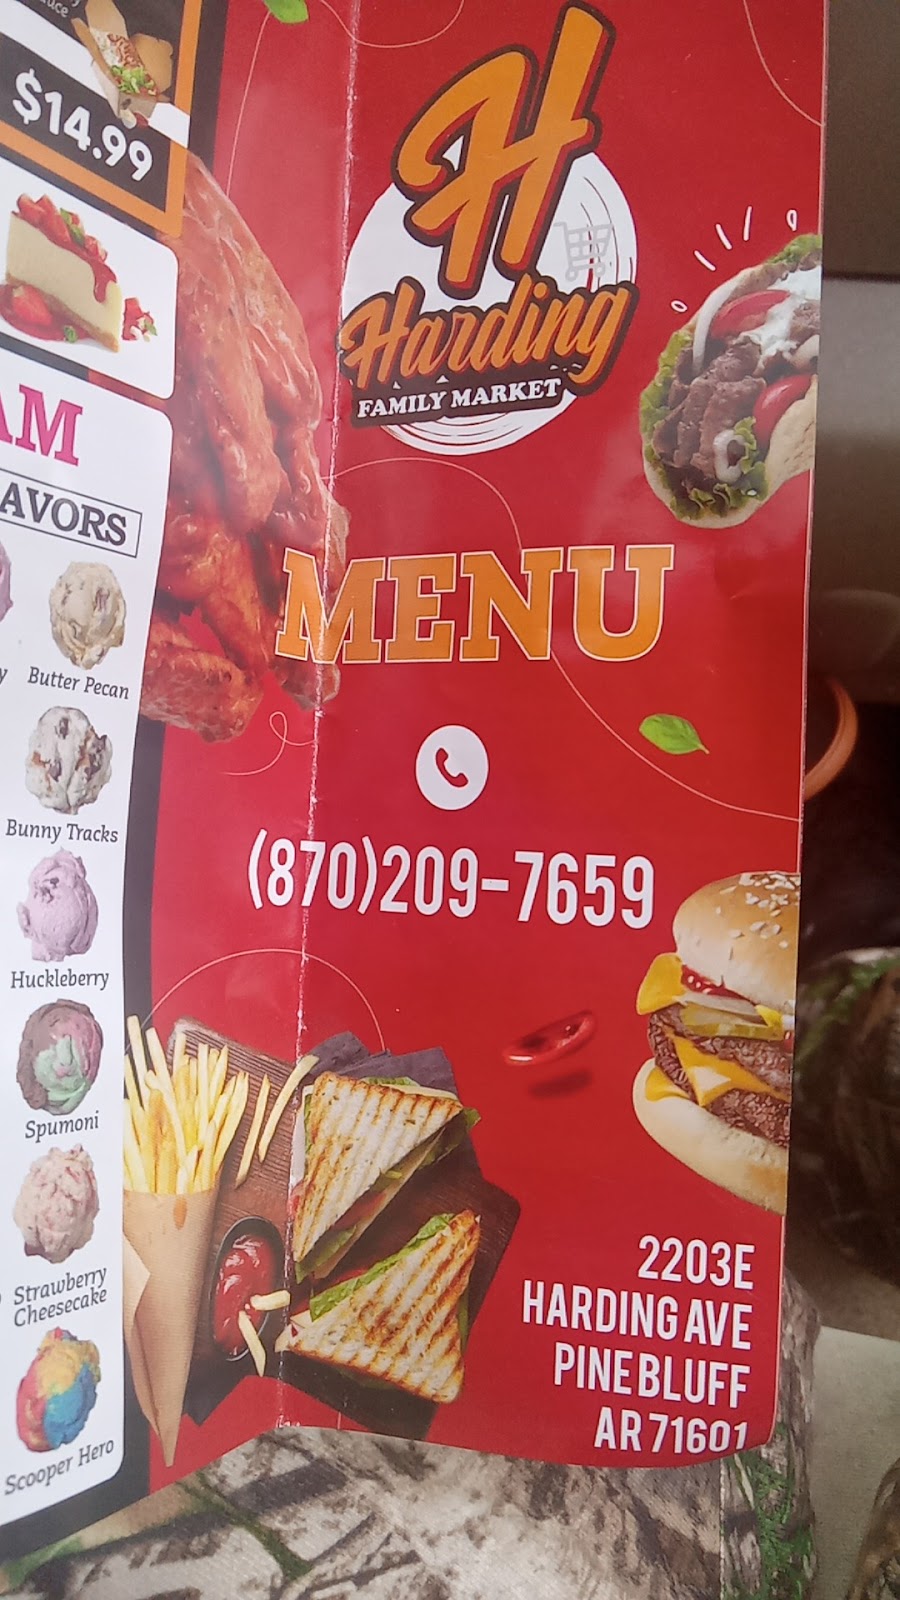 $14.99
AM
AVORS
Butter Pecan
Bunny Tracks
Huckleberry
Spumoni
Strawberry
Cheesecake
Scooper Hero
H
Harding
FAMILY MARKET
MENU
(870)209-7659
2203E
HARDING AVE
PINE BLUFF
AR 71601